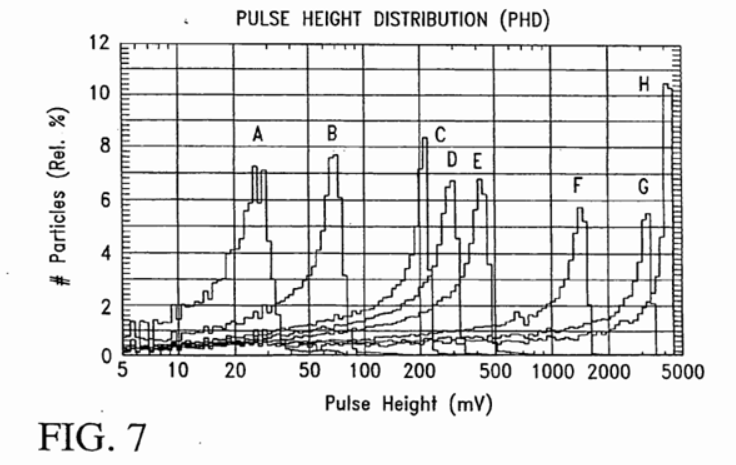 PULSE HEIGHT DISTRIBUTION (PHD)
12
10
8
6
4
2
0
# Particles (Rel. %)
A
B
C
D
E
F
G
H
5 10 20 50 100 200 500 1000 2000 5000
Pulse Height (mV)
FIG. 7